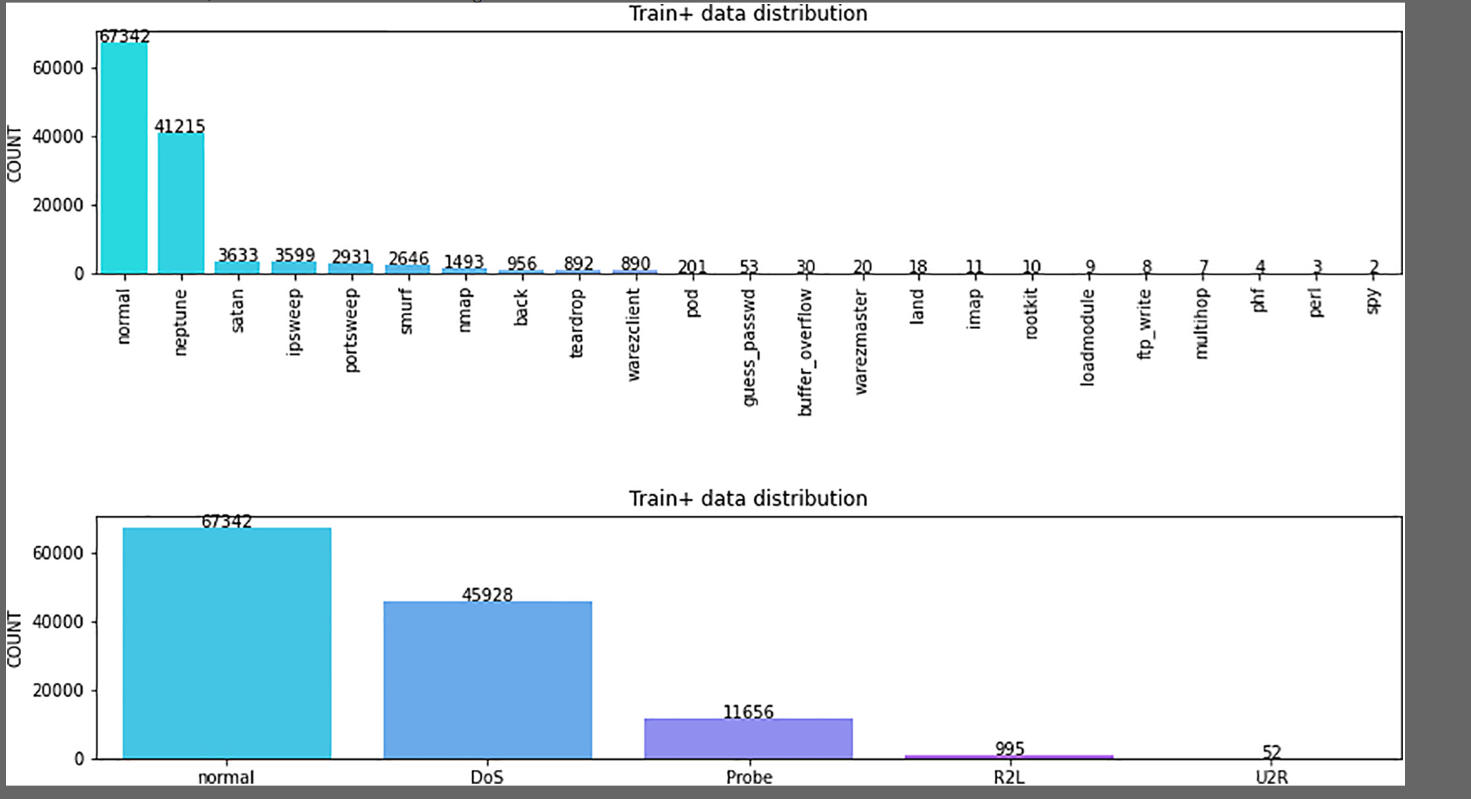 Train+ data distribution
67342
60000
41215
40000
COUNT
20000
3633 3599 2931 2646 1493 956 892 890 201 53 30 20 18 11 10 9 8 7 4 3 2
0
normal neptune satan ipsweep portsweep smurf nmap back teardrop warezclient pod guess_passwd buffer_overflow warezmaster land imap rootkit loadmodule ftp_write multihop phf perl spy
Train+ data distribution
67342
60000
45928
40000
COUNT
20000
11656
995 52
0
normal DoS Probe R2L U2R